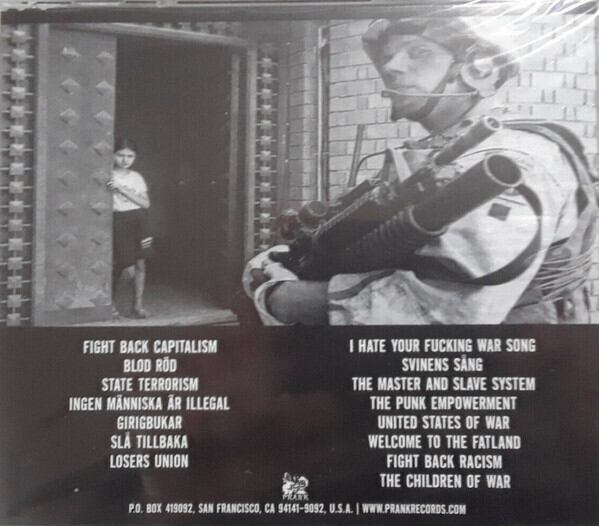 FIGHT BACK CAPITALISM
BLOD RÖD
STATE TERRORISM
INGEN MÄNNISKA ÄR ILLEGAL
GIRIGBUKAR
SLÅ TILLBAKA
LOSERS UNION
I HATE YOUR FUCKING WAR SONG
SVINENS SÅNG
THE MASTER AND SLAVE SYSTEM
THE PUNK EMPOWERMENT
UNITED STATES OF WAR
WELCOME TO THE FATLAND
FIGHT BACK RACISM
THE CHILDREN OF WAR
PRANK
P.O. BOX 419092, SAN FRANCISCO, CA 94141-9092, U.S.A. | WWW.PRANKRECORDS.COM